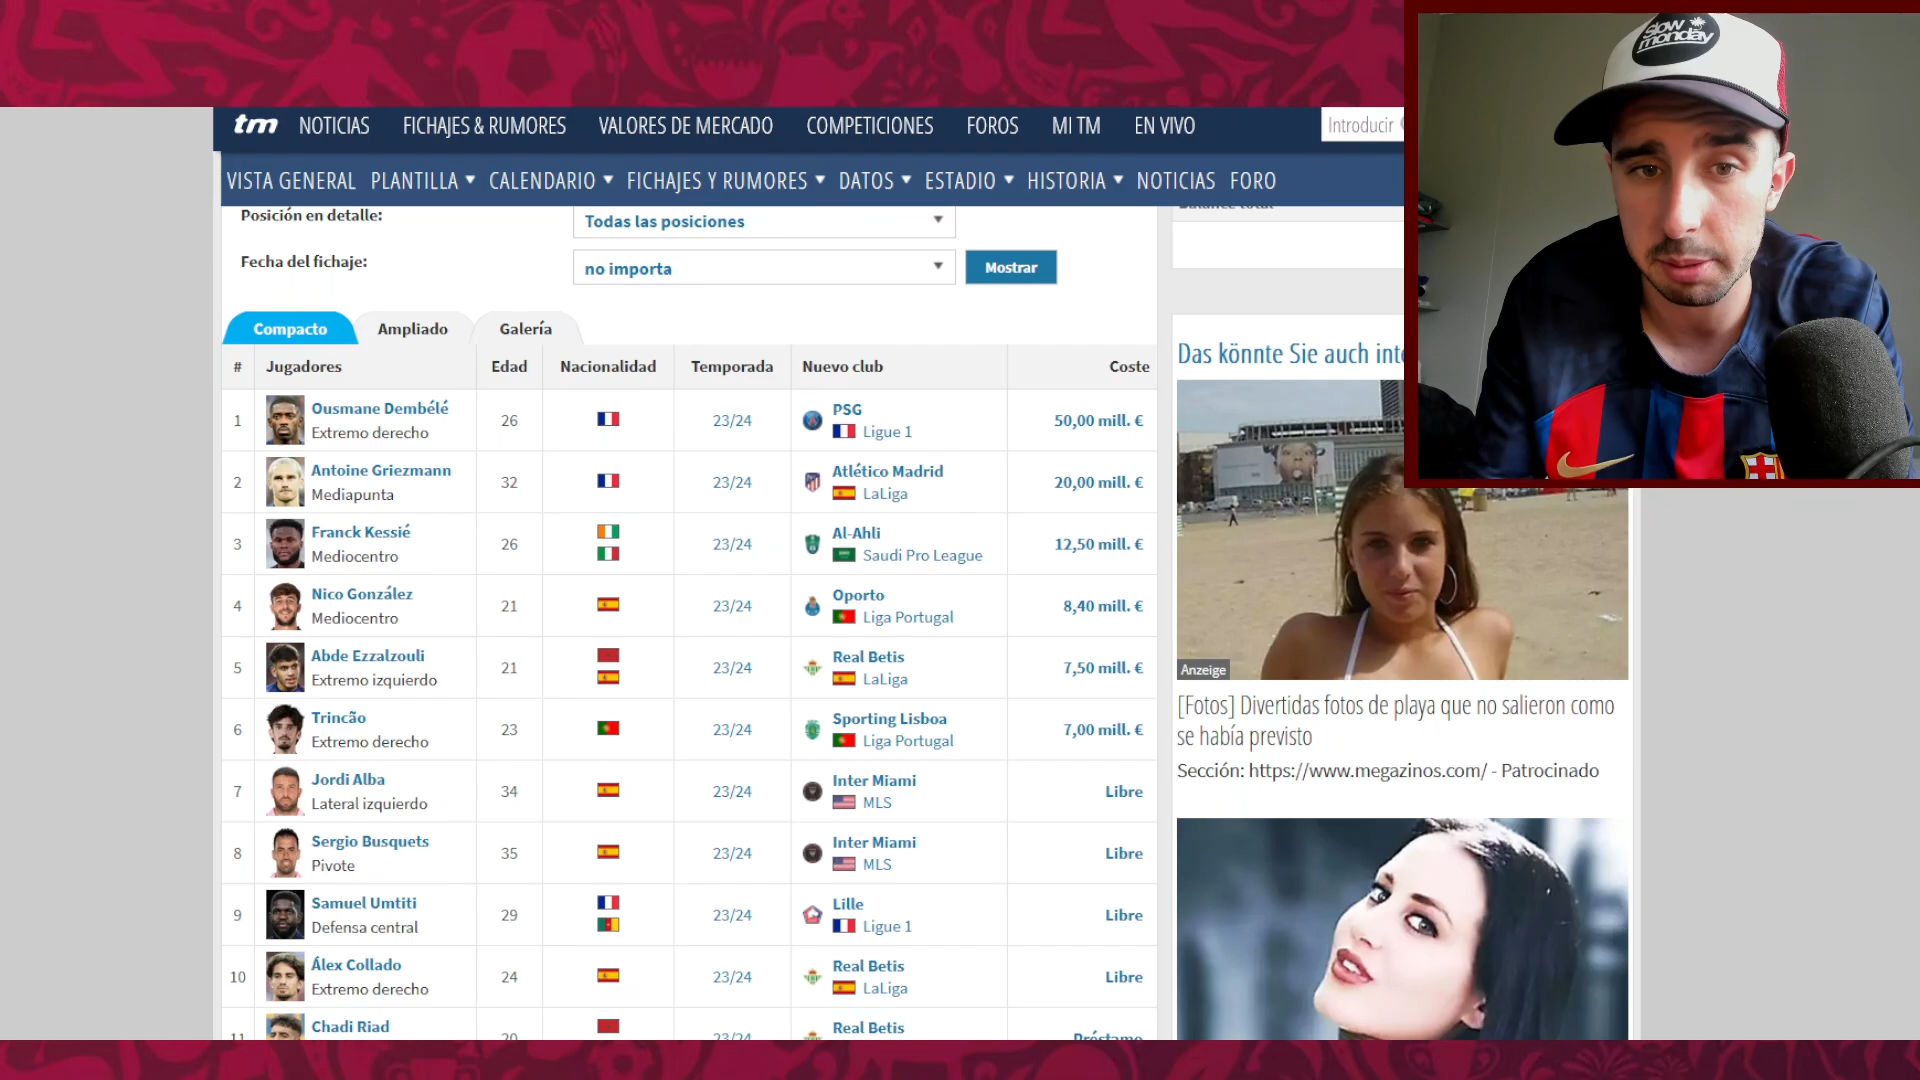 tm NOTICIAS FICHAJES & RUMORES VALORES DE MERCADO COMPETICIONES FOROS MI TM EN VIVO Introducir
slow monday
VISTA GENERAL PLANTILLA CALENDARIO FICHAJES Y RUMORES DATOS ESTADIO HISTORIA NOTICIAS FORO
Posición en detalle: Todas las posiciones
Fecha del fichaje: no importa Mostrar
Compacto Ampliado Galería
# Jugadores Edad Nacionalidad Temporada Nuevo club Coste
1 Ousmane Dembélé 26 23/24 PSG 50,00 mill. €
Extremo derecho Ligue 1
2 Antoine Griezmann 32 23/24 Atlético Madrid 20,00 mill. €
Mediapunta LaLiga
3 Franck Kessié 26 23/24 Al-Ahli 12,50 mill. €
Mediocentro Saudi Pro League
4 Nico González 21 23/24 Oporto 8,40 mill. €
Mediocentro Liga Portugal
5 Abde Ezzalzouli 21 23/24 Real Betis 7,50 mill. €
Extremo izquierdo LaLiga
6 Trincão 23 23/24 Sporting Lisboa 7,00 mill. €
Extremo derecho Liga Portugal
7 Jordi Alba 34 23/24 Inter Miami Libre
Lateral izquierdo MLS
8 Sergio Busquets 35 23/24 Inter Miami Libre
Pivote MLS
9 Samuel Umtiti 29 23/24 Lille Libre
Defensa central Ligue 1
10 Álex Collado 24 23/24 Real Betis Libre
Extremo derecho LaLiga
11 Chadi Riad 20 23/24 Real Betis Préstamo
Das könnte Sie auch
Anzeige
[Fotos] Divertidas fotos de playa que no salieron como
se había previsto
Sección: https://www.megazinos.com/ - Patrocinado